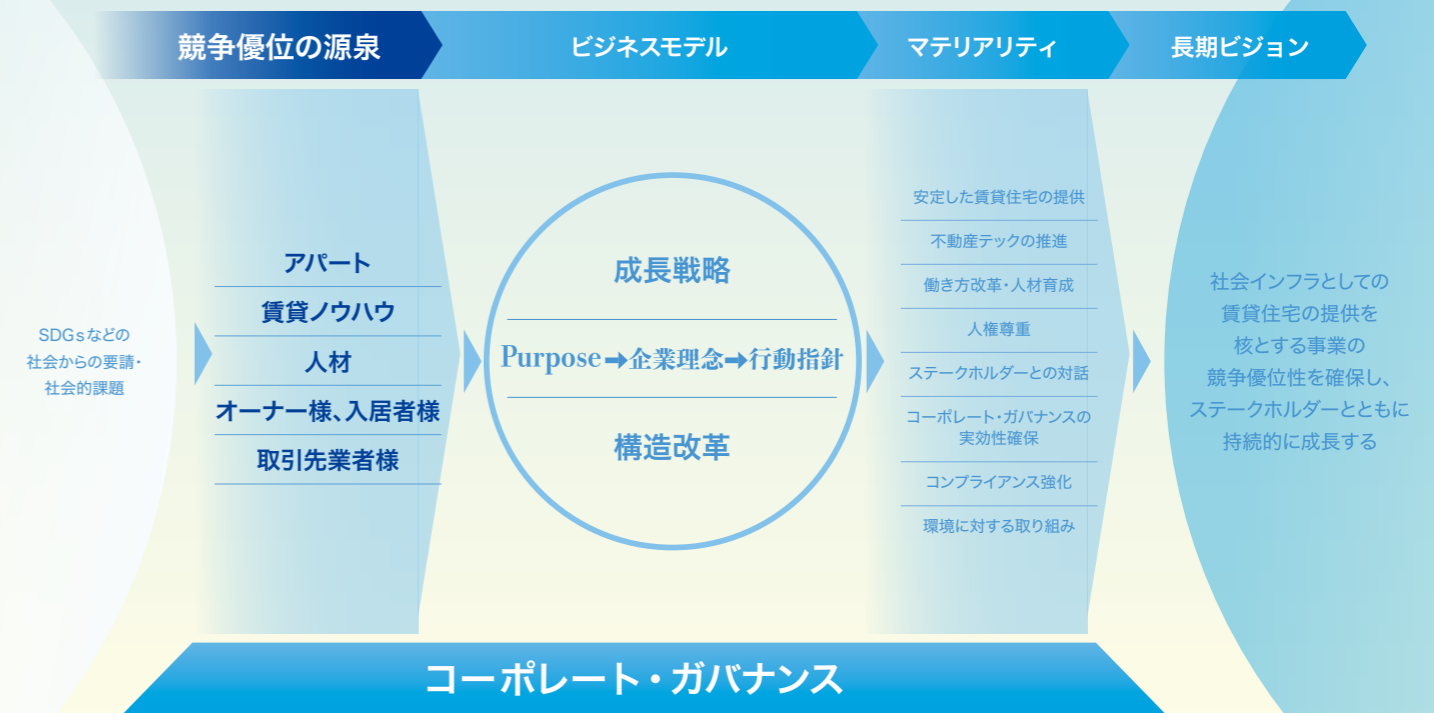 競争優位の源泉
ビジネスモデル
マテリアリティ
長期ビジョン
SDGsなどの
社会からの要請・
社会的課題
アパート
賃貸ノウハウ
人材
オーナー様、入居者様
取引先業者様
成長戦略
Purpose➡企業理念➡行動指針
構造改革
安定した賃貸住宅の提供
不動産テックの推進
働き方改革・人材育成
人権尊重
ステークホルダーとの対話
コーポレート・ガバナンスの
実効性確保
コンプライアンス強化
環境に対する取り組み
社会インフラとしての
賃貸住宅の提供を
核とする事業の
競争優位性を確保し、
ステークホルダーとともに
持続的に成長する
コーポレート・ガバナンス